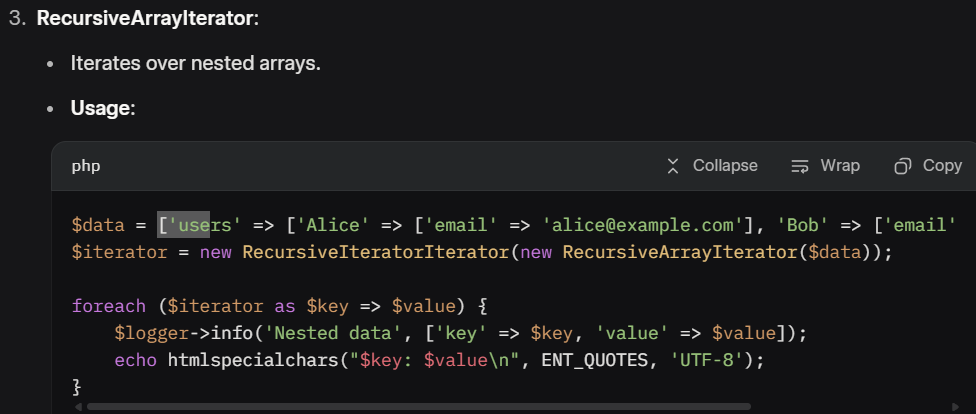 3. RecursiveArrayIterator:
• Iterates over nested arrays.
• Usage:
php Collapse Wrap Copy
$data = ['users' => ['Alice' => ['email' => 'alice@example.com'], 'Bob' => ['email'
$iterator = new RecursiveIteratorIterator(new RecursiveArrayIterator($data));
foreach ($iterator as $key => $value) {
    $logger->info('Nested data', ['key' => $key, 'value' => $value]);
    echo htmlspecialchars("$key: $value\n", ENT_QUOTES, 'UTF-8');
}